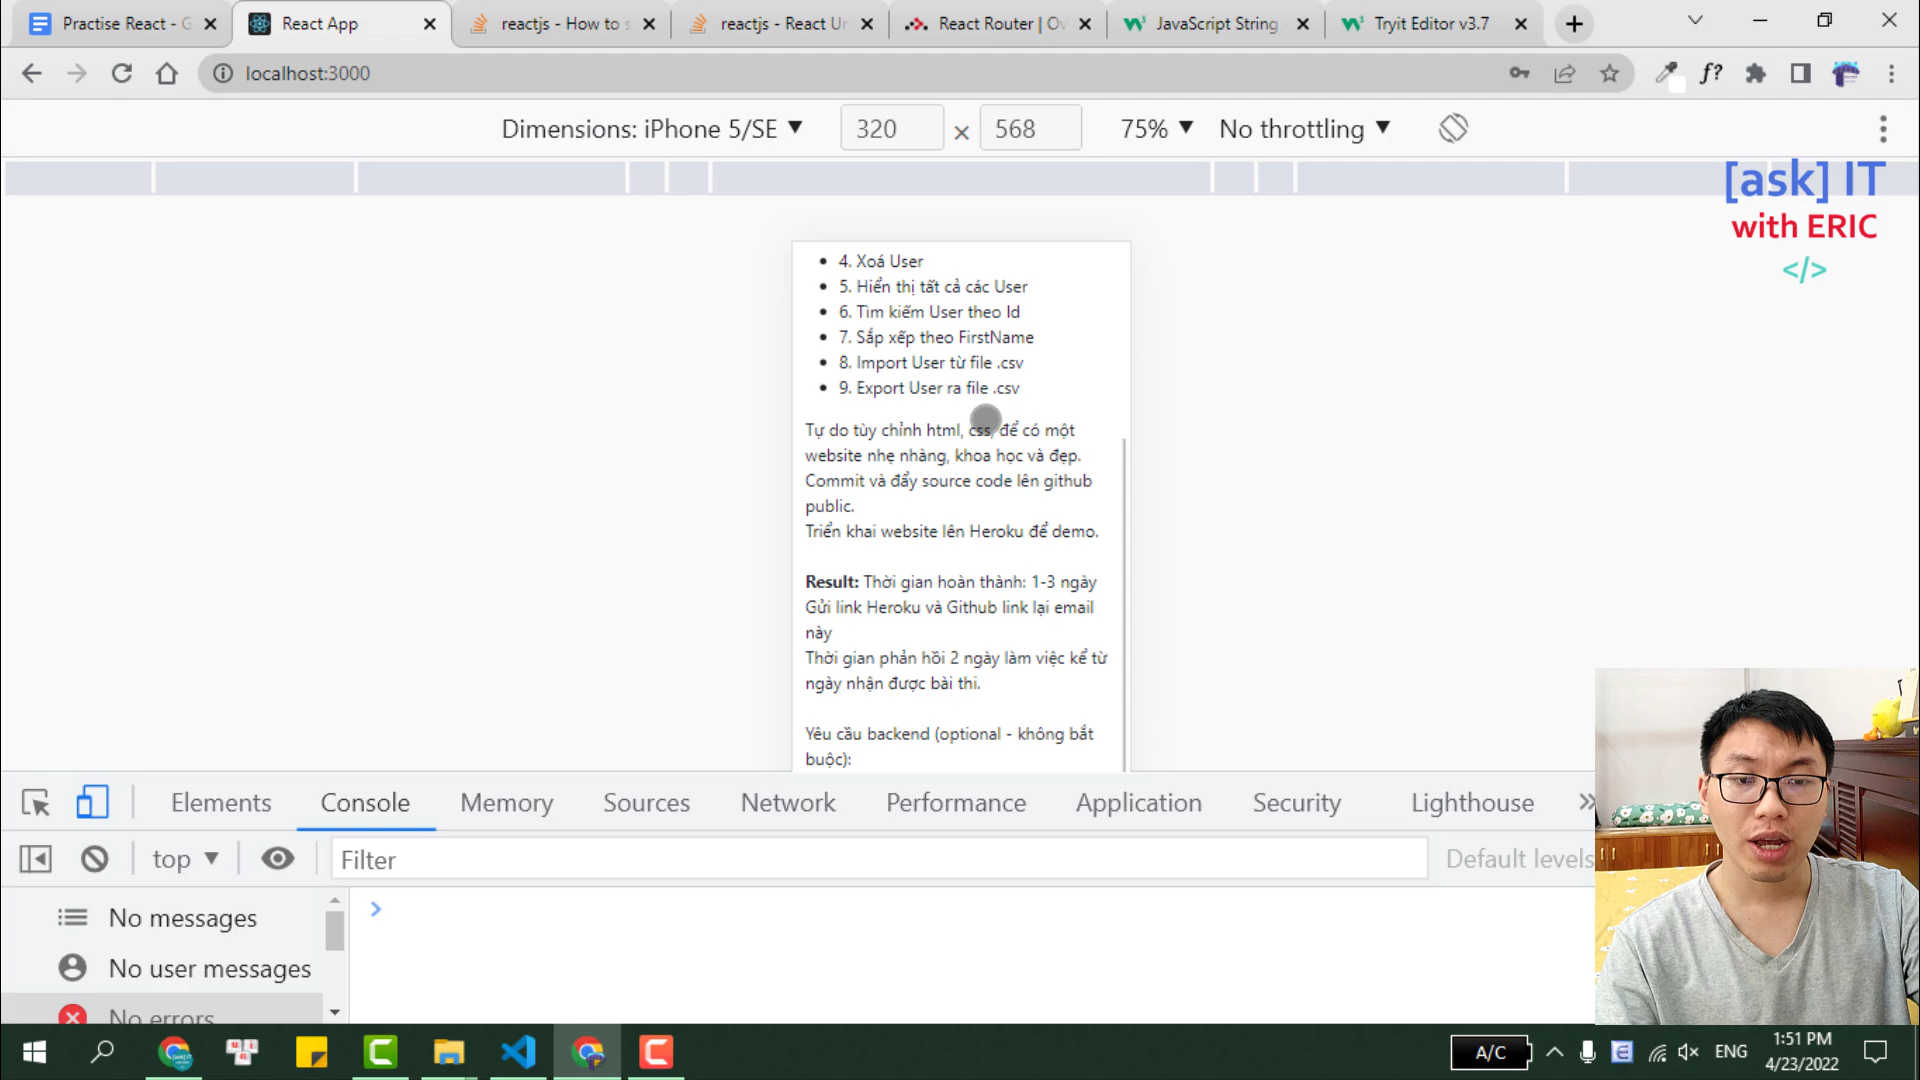 Practise React - G
React App
reactjs - How to s
reactjs - React Ur
React Router | Ov
JavaScript String
Tryit Editor v3.7
localhost:3000
f?
Dimensions: iPhone 5/SE
320
×
568
75%
No throttling
[ask] IT
with ERIC
</>
4. Xoá User
5. Hiển thị tất cả các User
6. Tìm kiếm User theo Id
7. Sắp xếp theo FirstName
8. Import User từ file .csv
9. Export User ra file .csv
Tự do tùy chỉnh html, css, để có một
website nhẹ nhàng, khoa học và đẹp.
Commit và đẩy source code lên github
public.
Triển khai website lên Heroku để demo.
Result: Thời gian hoàn thành: 1-3 ngày
Gửi link Heroku và Github link lại email
này
Thời gian phản hồi 2 ngày làm việc kể từ
ngày nhận được bài thi.
Yêu cầu backend (optional - không bắt
buộc):
Elements
Console
Memory
Sources
Network
Performance
Application
Security
Lighthouse
top
Filter
Default levels
No messages
No user messages
No errors
A/C
ENG
1:51 PM
4/23/2022